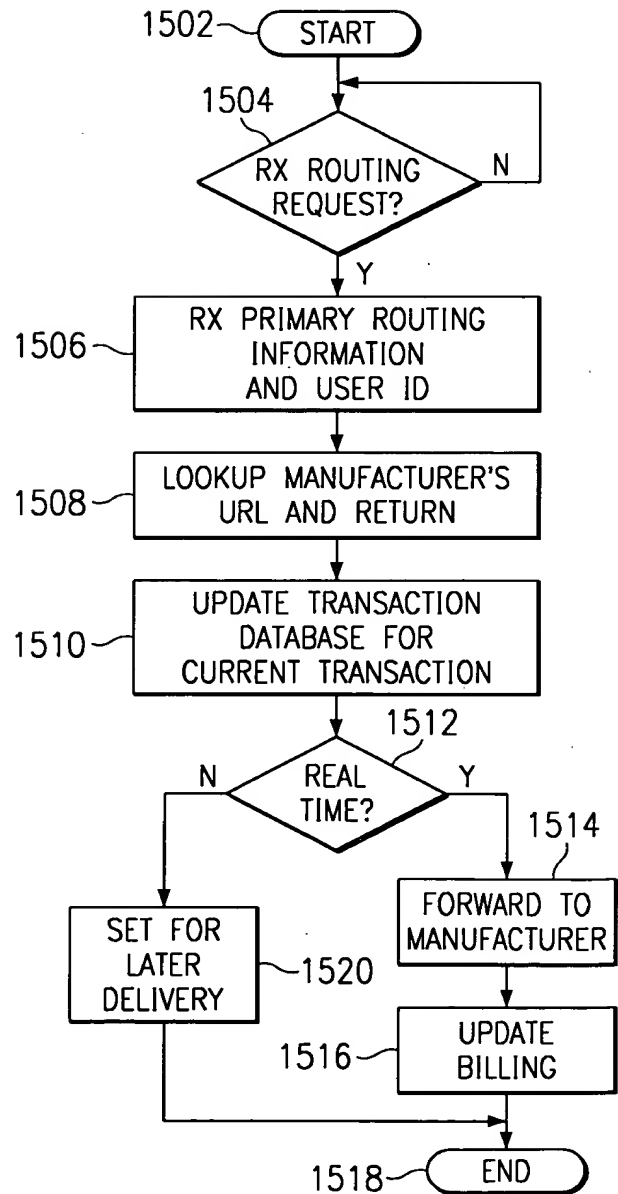 1502
START
1504
RX ROUTING
REQUEST?
N
Y
1506
RX PRIMARY ROUTING
INFORMATION
AND USER ID
1508
LOOKUP MANUFACTURER'S
URL AND RETURN
1510
UPDATE TRANSACTION
DATABASE FOR
CURRENT TRANSACTION
1512
N
REAL
TIME?
Y
1514
FORWARD TO
MANUFACTURER
SET FOR
LATER
DELIVERY
1520
1516
UPDATE
BILLING
1518
END